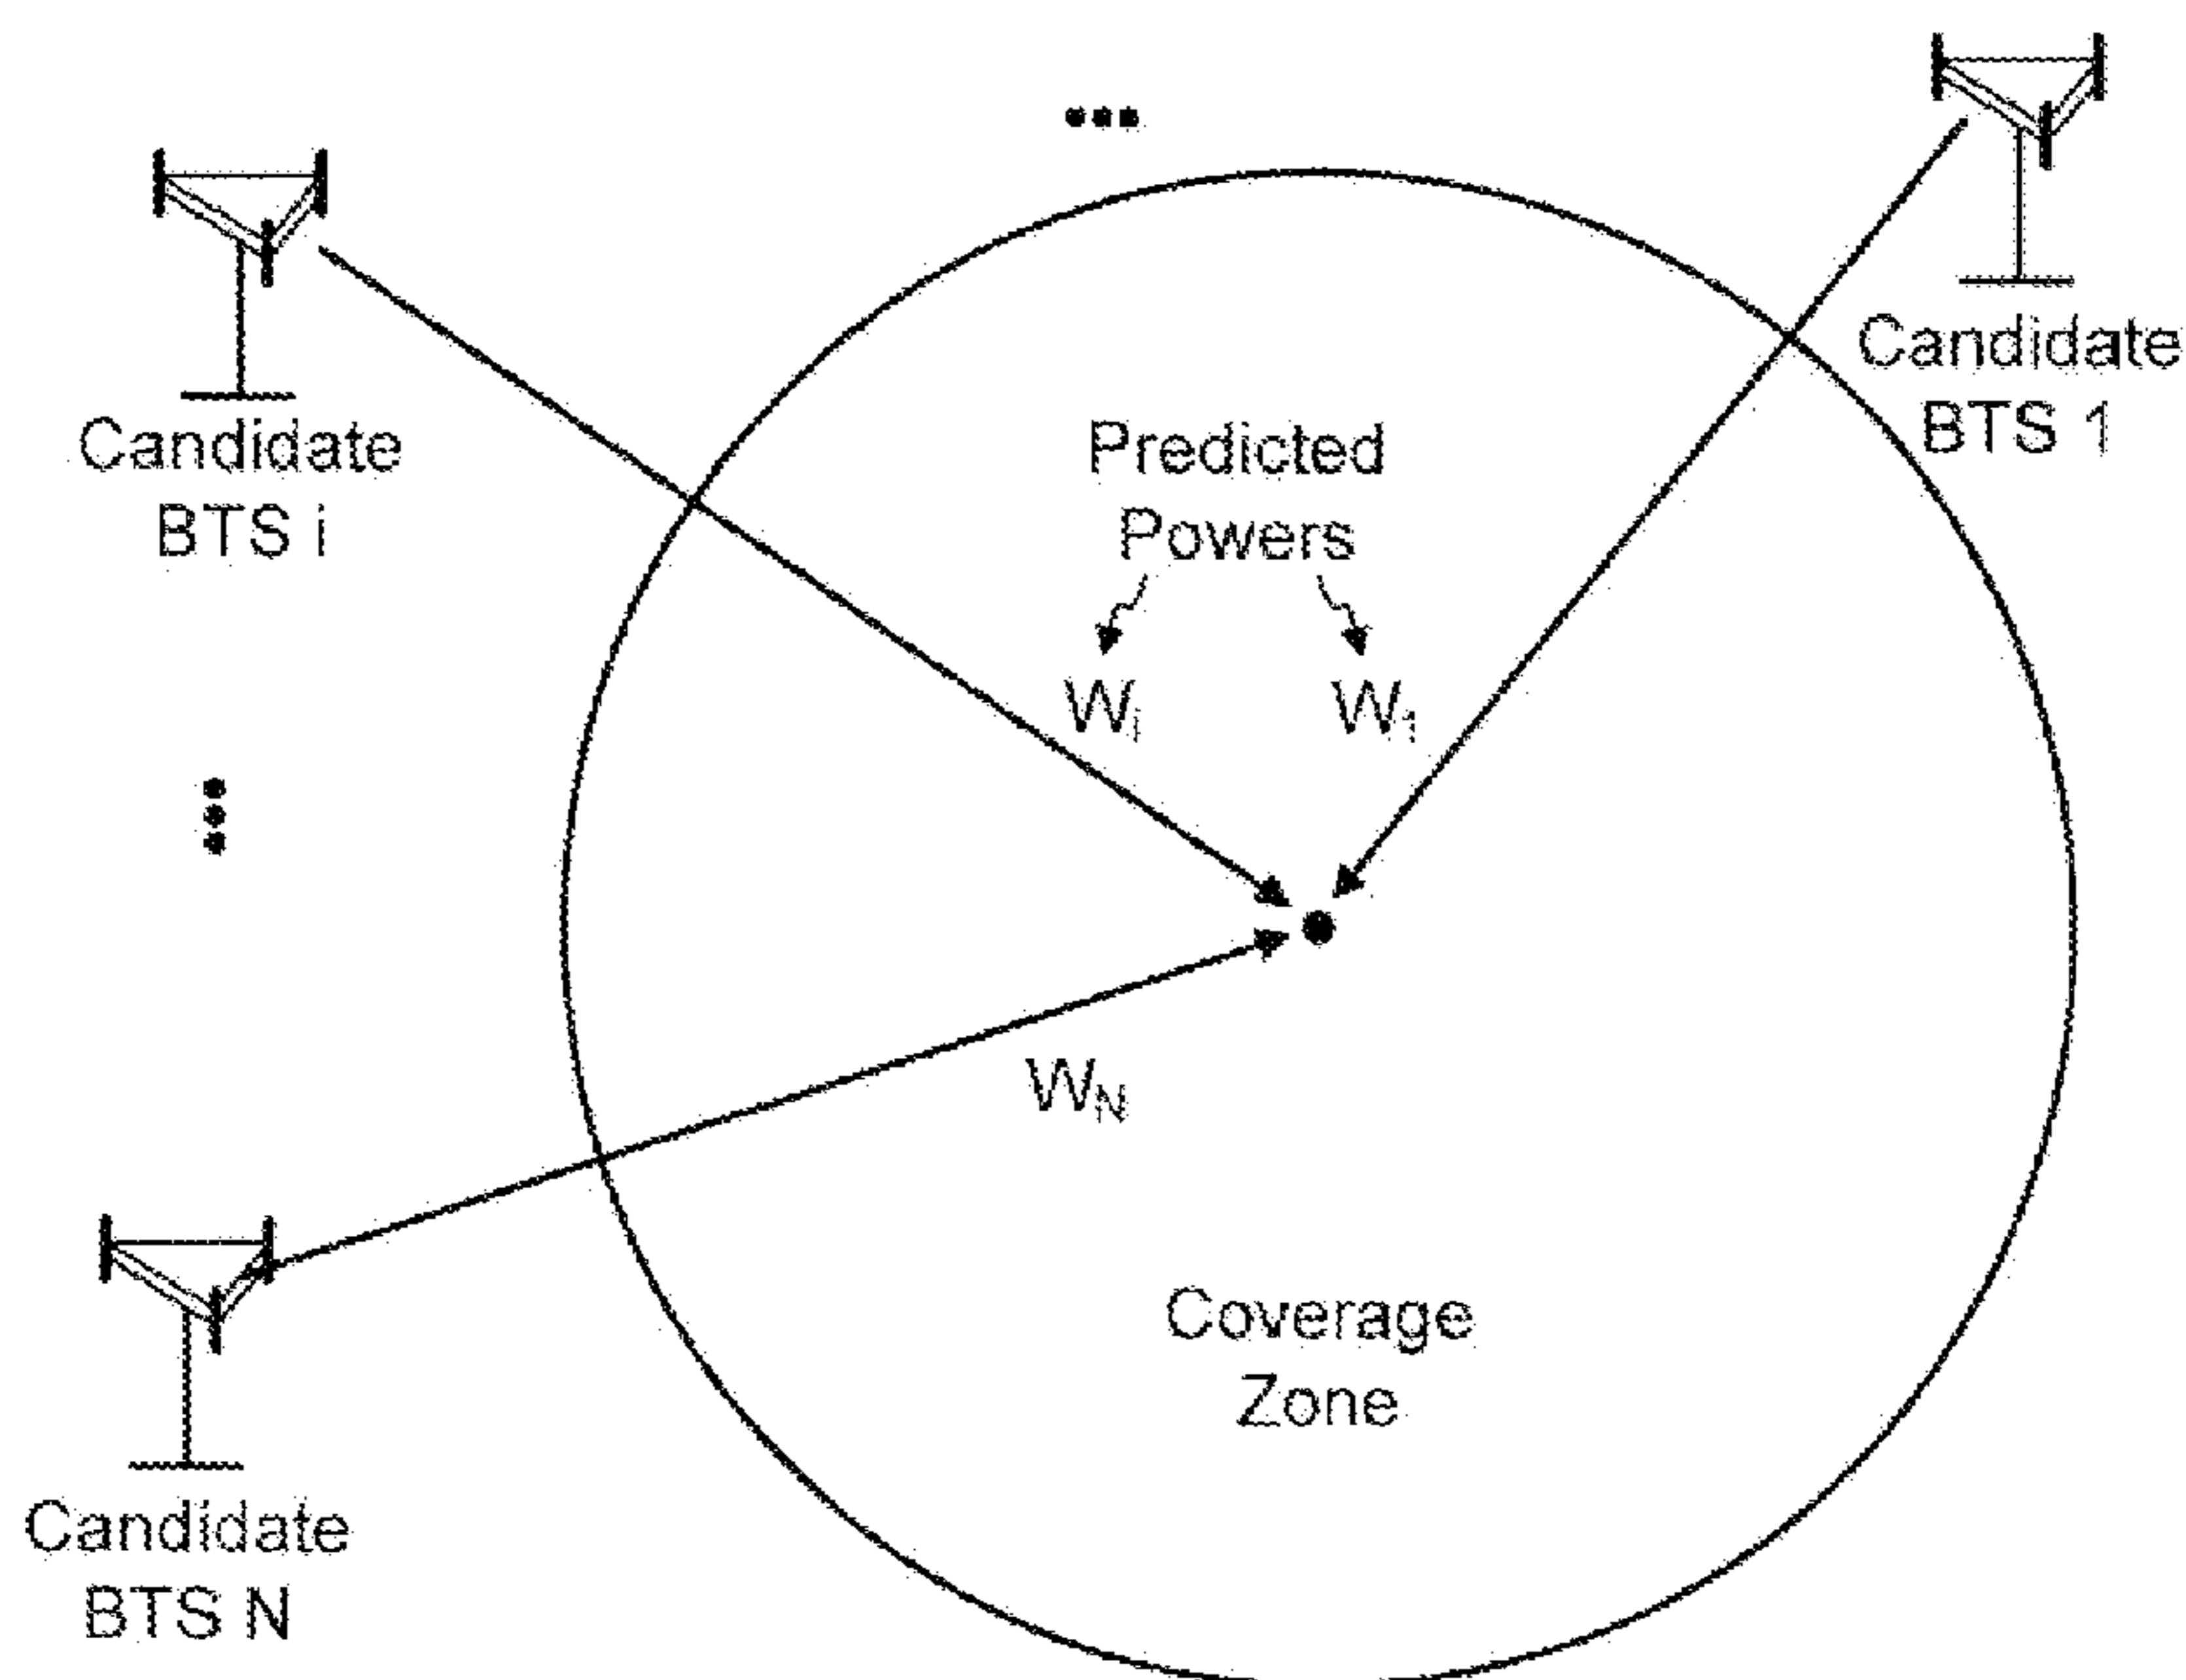 Candidate
BTS 1
Candidate
BTS i
Predicted
Powers
Wi W1
WN
Coverage
Zone
Candidate
BTS N